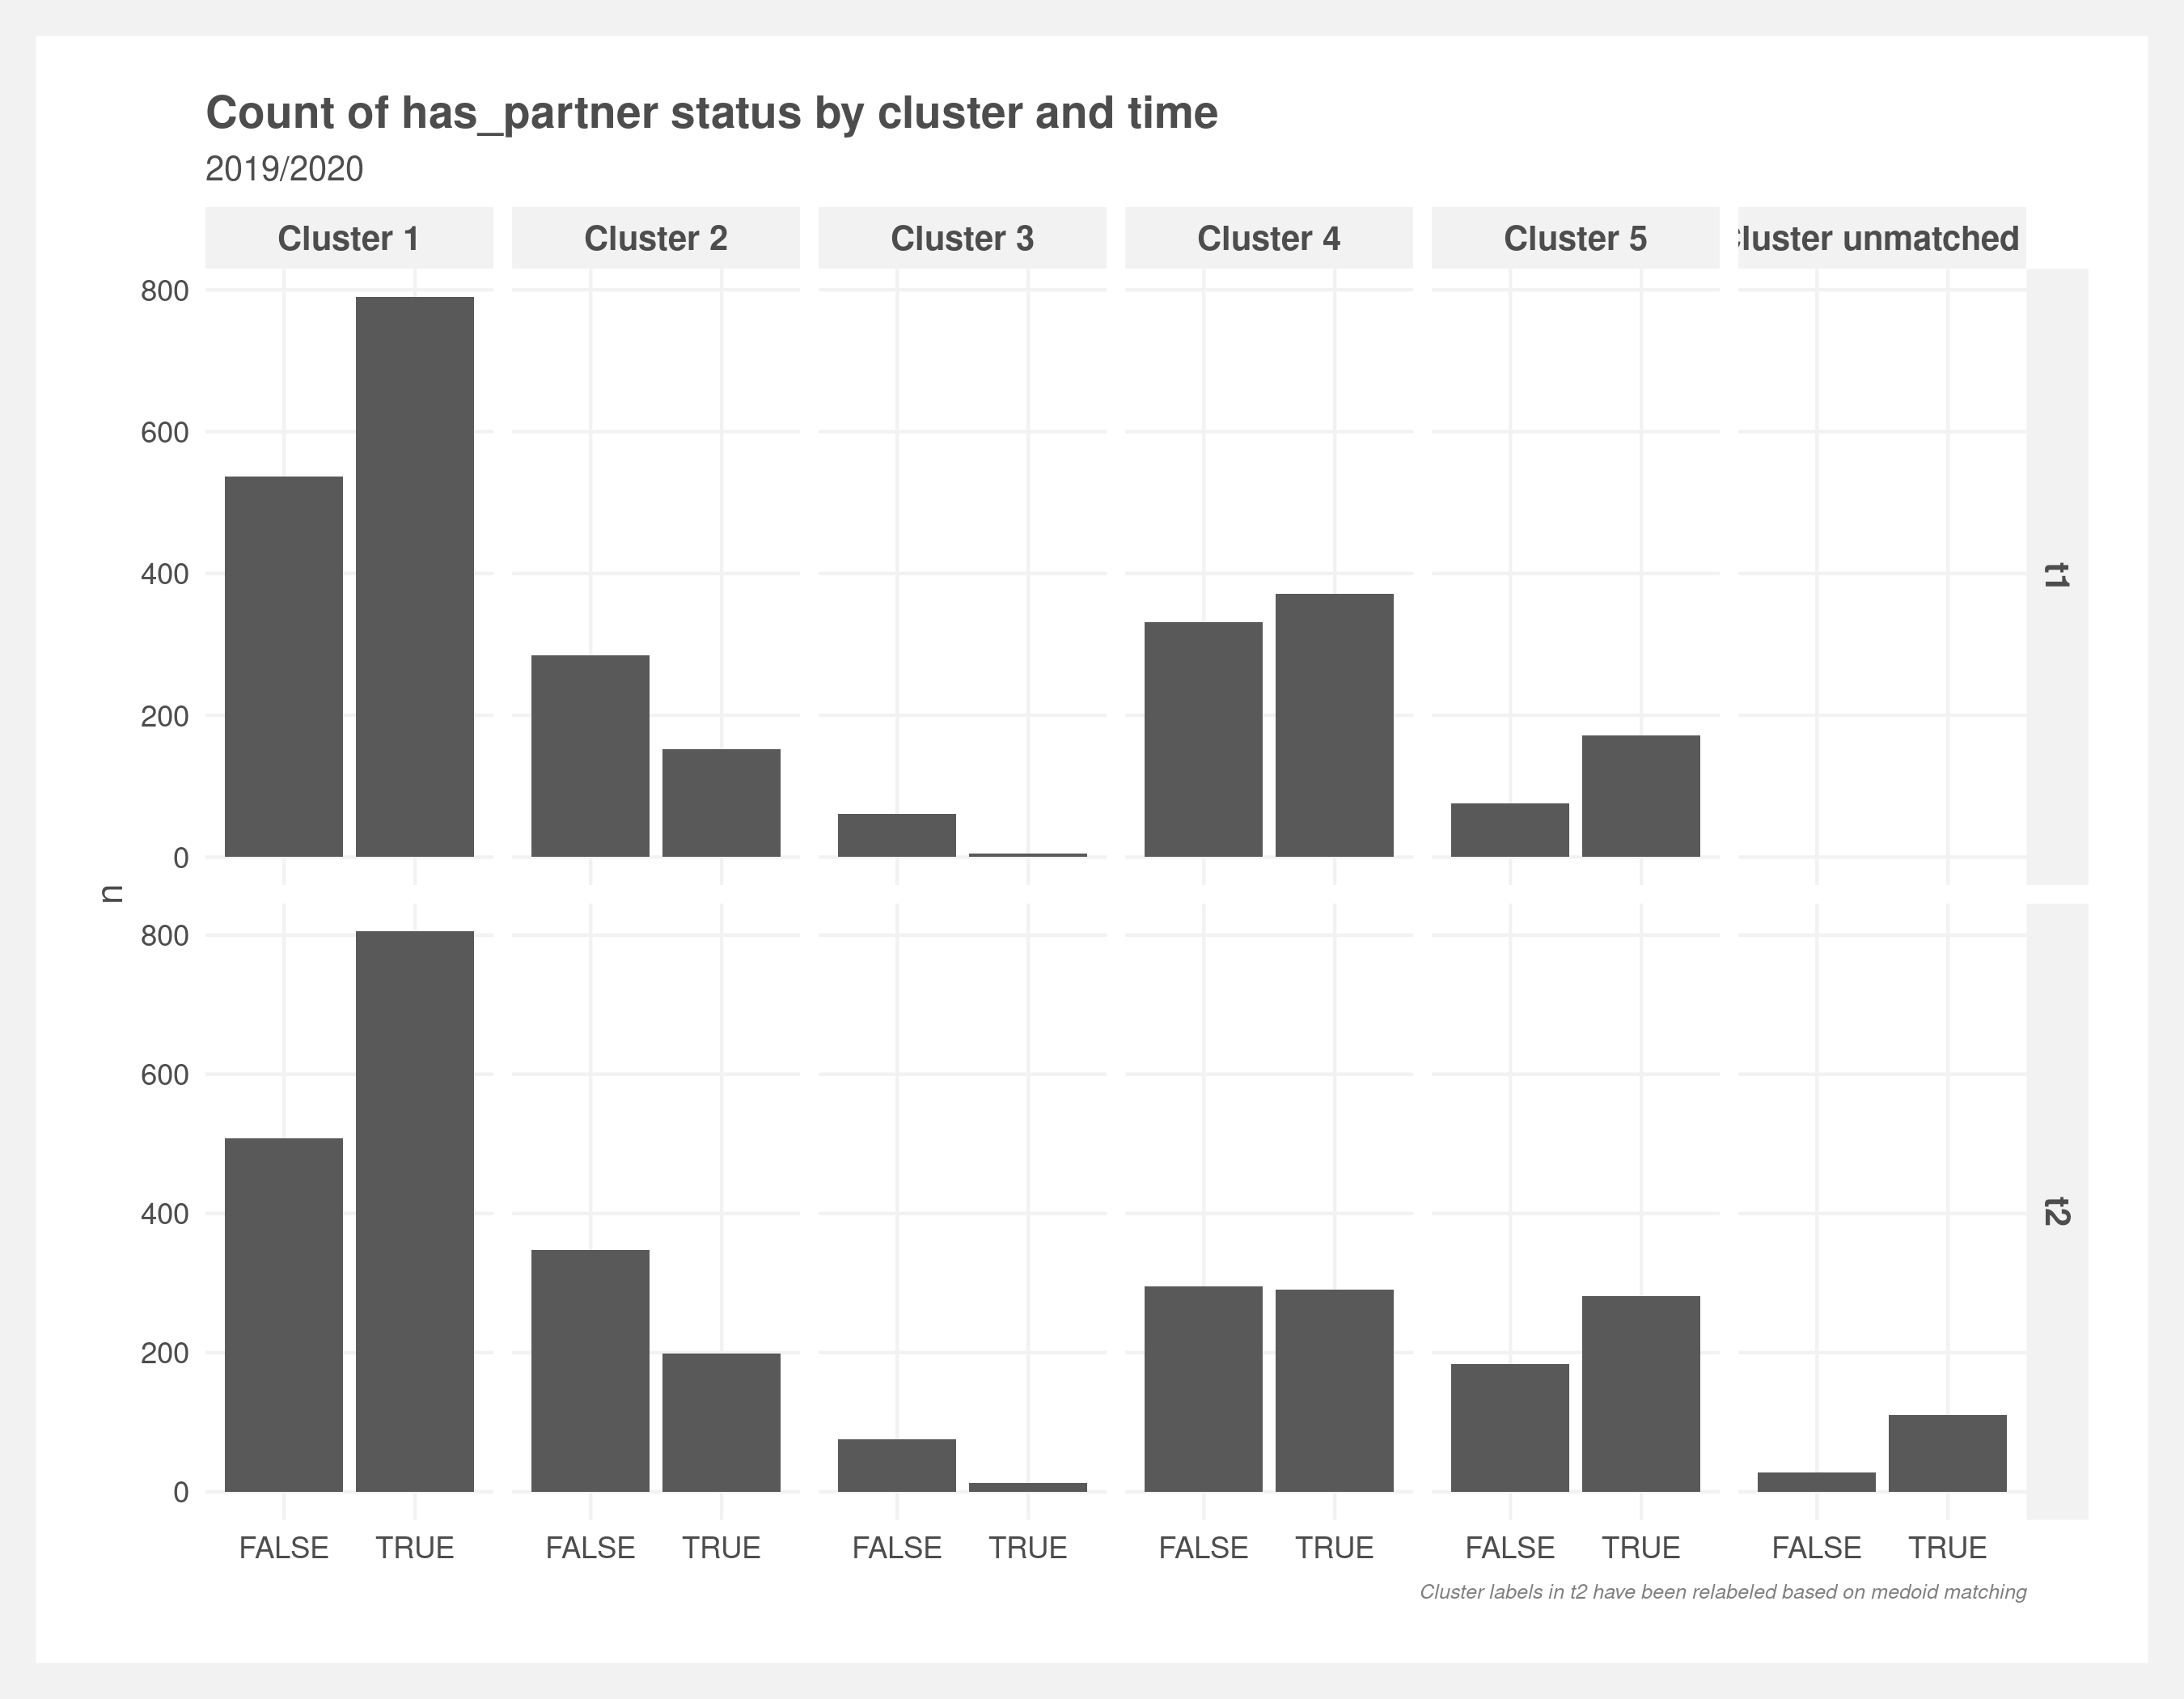 Count of has_partner status by cluster and time
2019/2020
Cluster 1 Cluster 2 Cluster 3 Cluster 4 Cluster 5 luster unmatched
800
600
400
200
0
t1
n
800
600
400
200
0
t2
FALSE TRUE FALSE TRUE FALSE TRUE FALSE TRUE FALSE TRUE FALSE TRUE
Cluster labels in t2 have been relabeled based on medoid matching